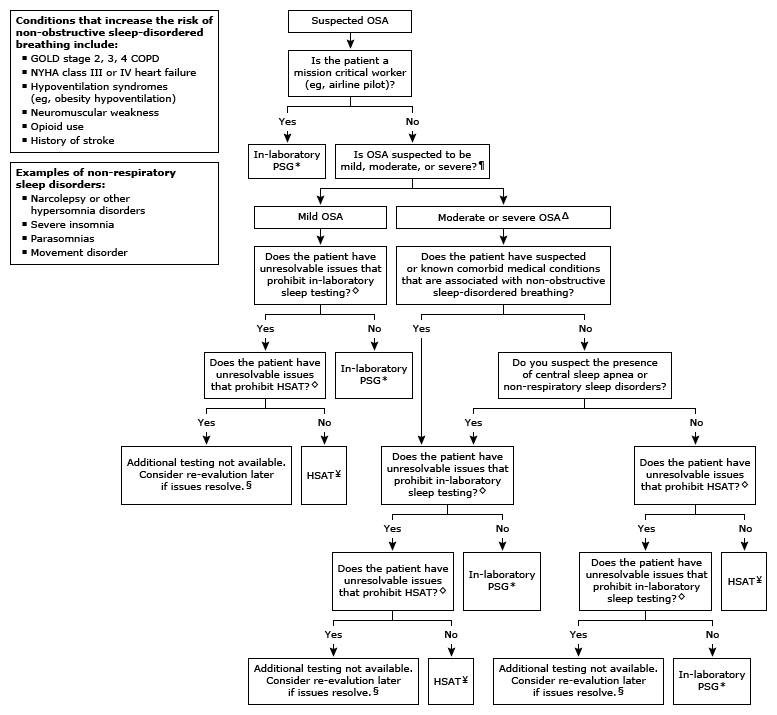 Conditions that increase the risk of
non-obstructive sleep-disordered
breathing include:
▪ GOLD stage 2, 3, 4 COPD
▪ NYHA class III or IV heart failure
▪ Hypoventilation syndromes
(eg, obesity hypoventilation)
▪ Neuromuscular weakness
▪ Opioid use
▪ History of stroke
Examples of non-respiratory
sleep disorders:
▪ Narcolepsy or other
hypersomnia disorders
▪ Severe insomnia
▪ Parasomnias
▪ Movement disorder
Suspected OSA
Is the patient a
mission critical worker
(eg, airline pilot)?
Yes
No
In-laboratory
PSG*
Is OSA suspected to be
mild, moderate, or severe?¶
Mild OSA
Moderate or severe OSAΔ
Does the patient have
unresolvable issues that
prohibit in-laboratory
sleep testing?◇
Does the patient have suspected
or known comorbid medical conditions
that are associated with non-obstructive
sleep-disordered breathing?
Yes
No
Yes
No
Does the patient have
unresolvable issues
that prohibit HSAT?◇
In-laboratory
PSG*
Do you suspect the presence
of central sleep apnea or
non-respiratory sleep disorders?
Yes
No
Yes
No
Additional testing not available.
Consider re-evalution later
if issues resolve.§
HSAT¥
Does the patient have
unresolvable issues that
prohibit in-laboratory
sleep testing?◇
Does the patient have
unresolvable issues
that prohibit HSAT?◇
Yes
No
Yes
No
Does the patient have
unresolvable issues
that prohibit HSAT?◇
In-laboratory
PSG*
Does the patient have
unresolvable issues that
prohibit in-laboratory
sleep testing?◇
HSAT¥
Yes
No
Yes
No
Additional testing not available.
Consider re-evalution later
if issues resolve.§
HSAT¥
Additional testing not available.
Consider re-evalution later
if issues resolve.§
In-laboratory
PSG*